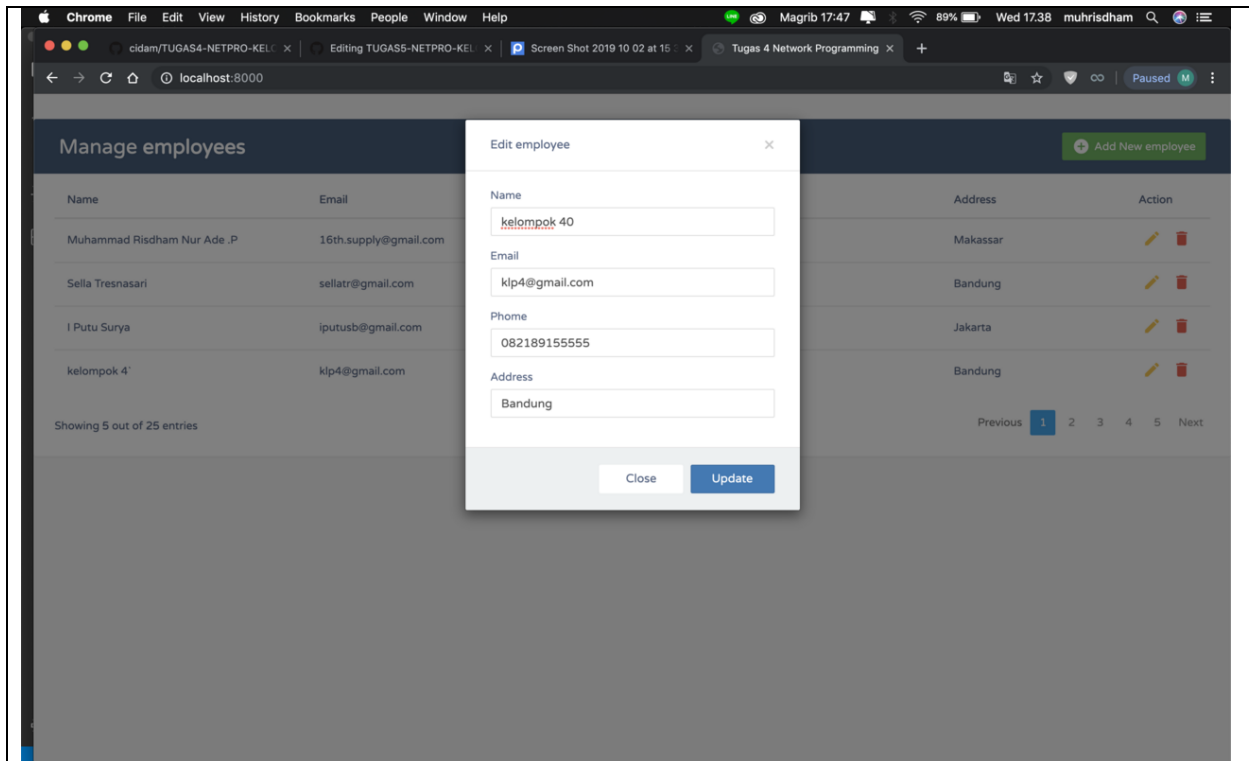 Chrome File Edit View History Bookmarks People Window Help Magrib 17:47 89% Wed 17.38 muhrisdham
cidam/TUGAS4-NETPRO-KELO Editing TUGAS5-NETPRO-KEL Screen Shot 2019 10 02 at 15 Tugas 4 Network Programming
localhost:8000 Paused M
Manage employees
Add New employee
Name Email Address Action
Muhammad Risdham Nur Ade .P 16th.supply@gmail.com Makassar
Sella Tresnasari sellatr@gmail.com Bandung
I Putu Surya iputusb@gmail.com Jakarta
kelompok 4` klp4@gmail.com Bandung
Showing 5 out of 25 entries
Previous 1 2 3 4 5 Next
Edit employee
Name
kelompok 40
Email
klp4@gmail.com
Phome
082189155555
Address
Bandung
Close Update